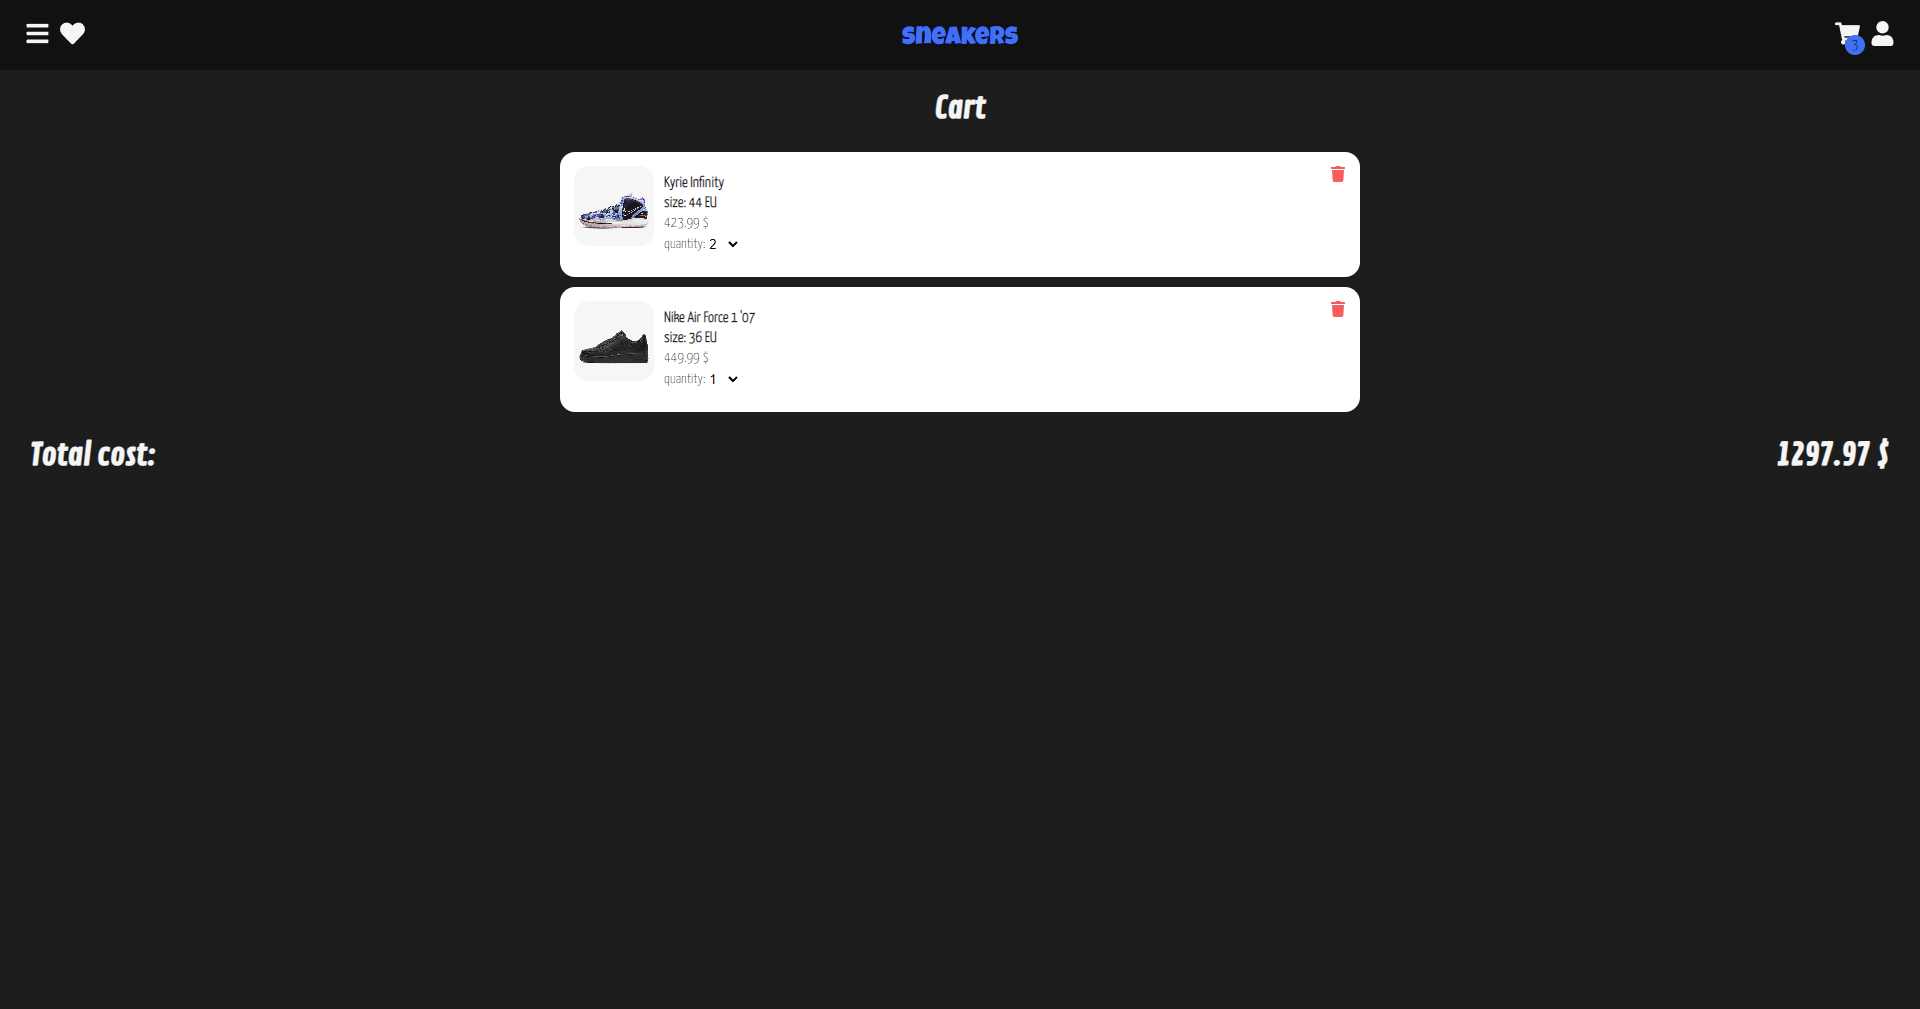 sneakers
3
Cart
Kyrie Infinity
size: 44 EU
423.99 $
quantity: 2
Nike Air Force 1 '07
size: 36 EU
449.99 $
quantity: 1
Total cost: 1297.97 $